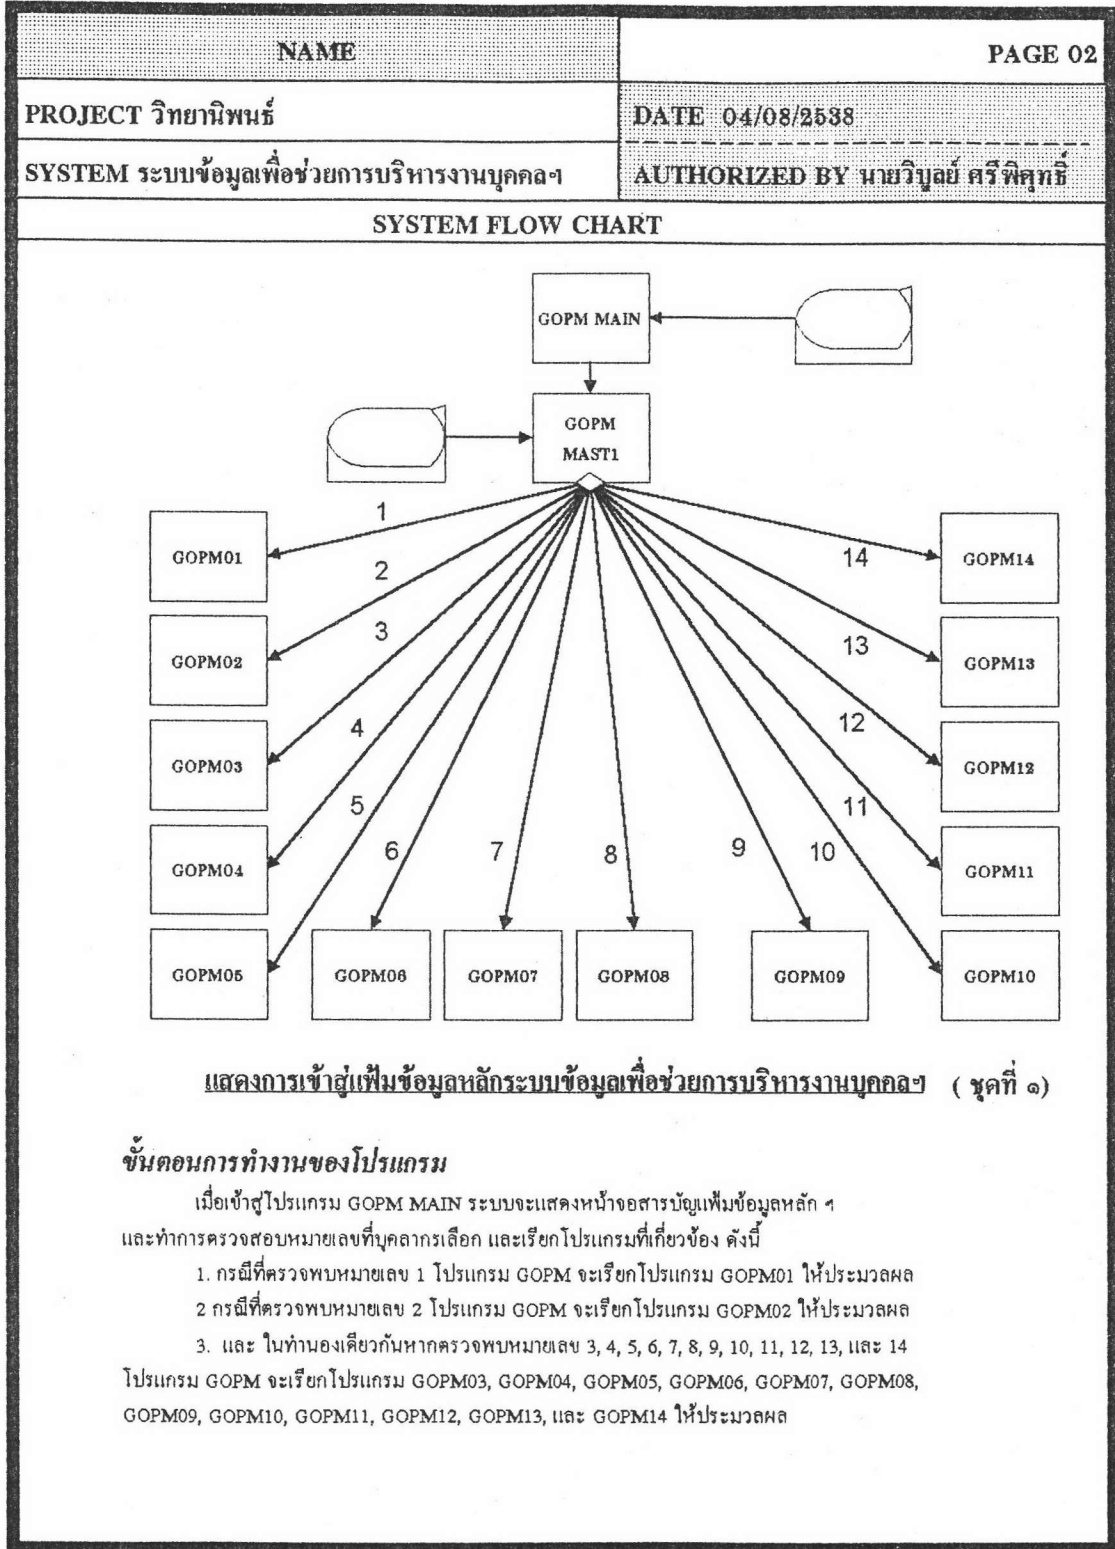 NAME
PAGE 02
PROJECT วิทยานิพนธ์
DATE 04/08/2538
SYSTEM ระบบข้อมูลเพื่อช่วยการบริหารงานบุคคลฯ
AUTHORIZED BY นายวิบูลย์ ศรีพิศุทธิ์
SYSTEM FLOW CHART
GOPM MAIN
GOPM
MAST1
1
GOPM01
14
GOPM14
2
GOPM02
13
GOPM13
3
GOPM03
12
GOPM12
4
GOPM04
11
GOPM11
5
6
7
8
9
10
GOPM05
GOPM06
GOPM07
GOPM08
GOPM09
GOPM10
แสดงการเข้าสู่แฟ้มข้อมูลหลักระบบข้อมูลเพื่อช่วยการบริหารงานบุคคลฯ ( ชุดที่ ๑)
ขั้นตอนการทำงานของโปรแกรม
เมื่อเข้าสู่โปรแกรม GOPM MAIN ระบบจะแสดงหน้าจอสารบัญแฟ้มข้อมูลหลัก ฯ
และทำการตรวจสอบหมายเลขที่บุคลากรเลือก และเรียกโปรแกรมที่เกี่ยวข้อง ดังนี้
1. กรณีที่ตรวจพบหมายเลข 1 โปรแกรม GOPM จะเรียกโปรแกรม GOPM01 ให้ประมวลผล
2 กรณีที่ตรวจพบหมายเลข 2 โปรแกรม GOPM จะเรียกโปรแกรม GOPM02 ให้ประมวลผล
3. และ ในทำนองเดียวกันหากตรวจพบหมายเลข 3, 4, 5, 6, 7, 8, 9, 10, 11, 12, 13, และ 14
โปรแกรม GOPM จะเรียกโปรแกรม GOPM03, GOPM04, GOPM05, GOPM06, GOPM07, GOPM08,
GOPM09, GOPM10, GOPM11, GOPM12, GOPM13, และ GOPM14 ให้ประมวลผล